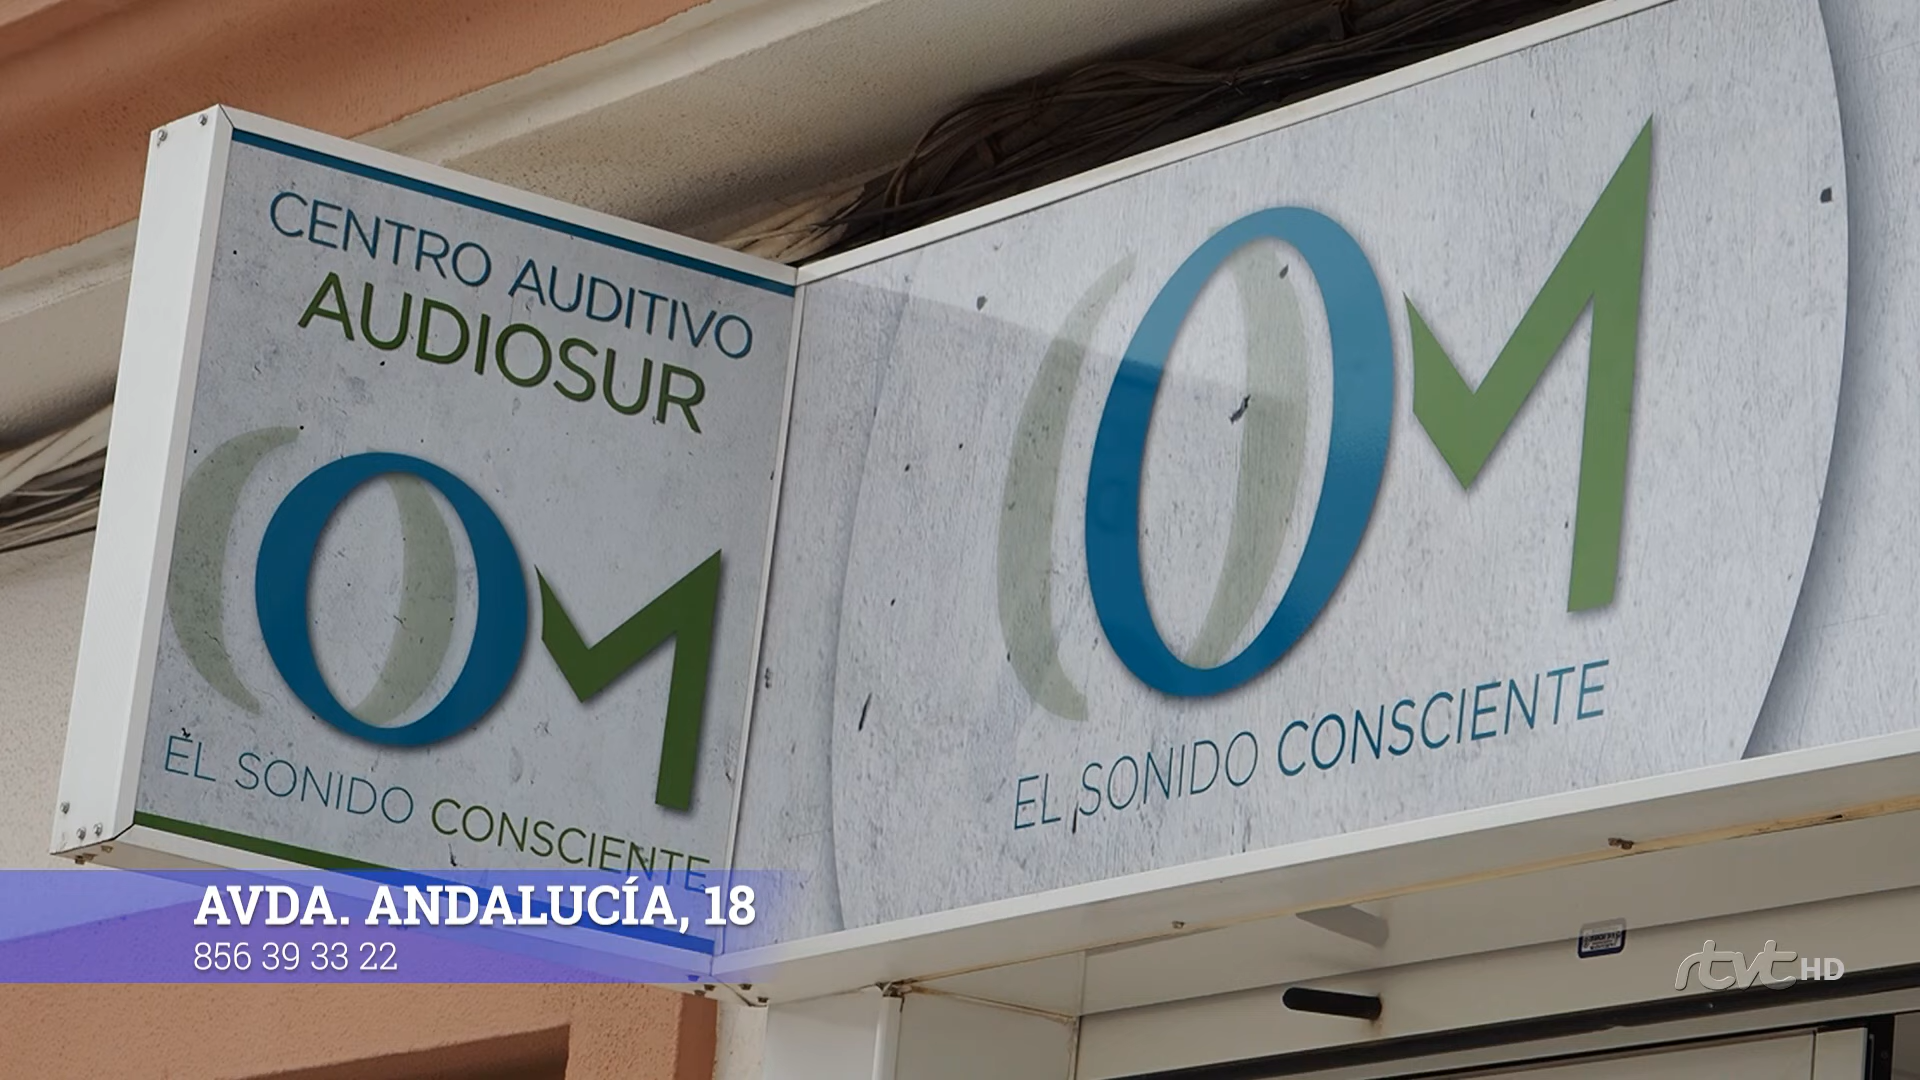 CENTRO AUDITIVO
AUDIOSUR
OM
EL SONIDO CONSCIENTE
OM
EL SONIDO CONSCIENTE
AVDA. ANDALUCÍA, 18
856 39 33 22
rtvt HD